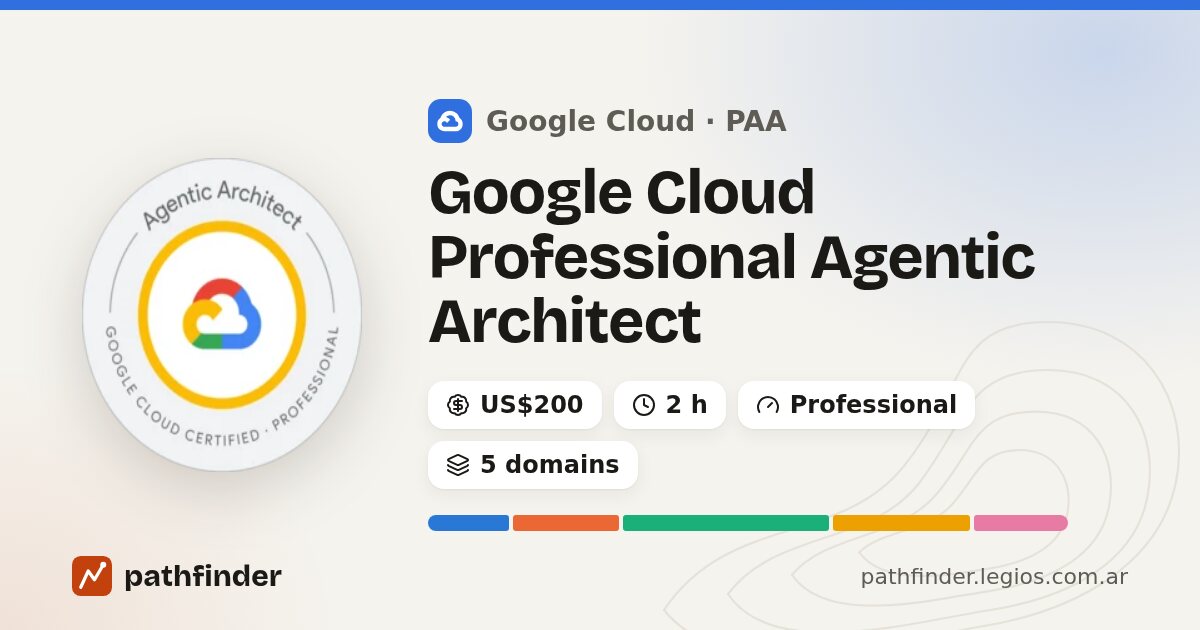 Google Cloud · PAA
Agentic Architect
GOOGLE CLOUD CERTIFIED · PROFESSIONAL
Google Cloud
Professional Agentic
Architect
US$200
2 h
Professional
5 domains
pathfinder
pathfinder.legios.com.ar